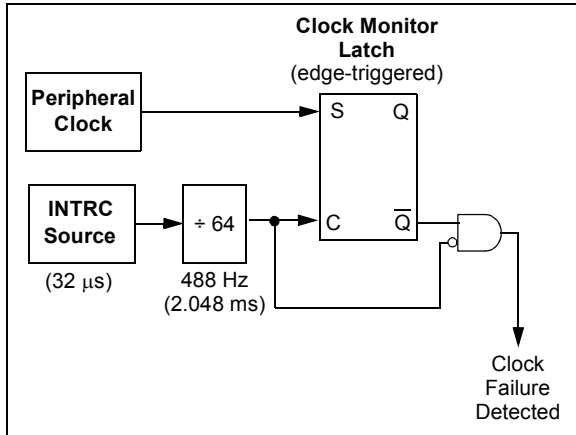 Clock Monitor
Latch
(edge-triggered)
Peripheral
Clock
S Q
INTRC
Source
÷ 64
C Q̅
(32 μs)
488 Hz
(2.048 ms)
Clock
Failure
Detected